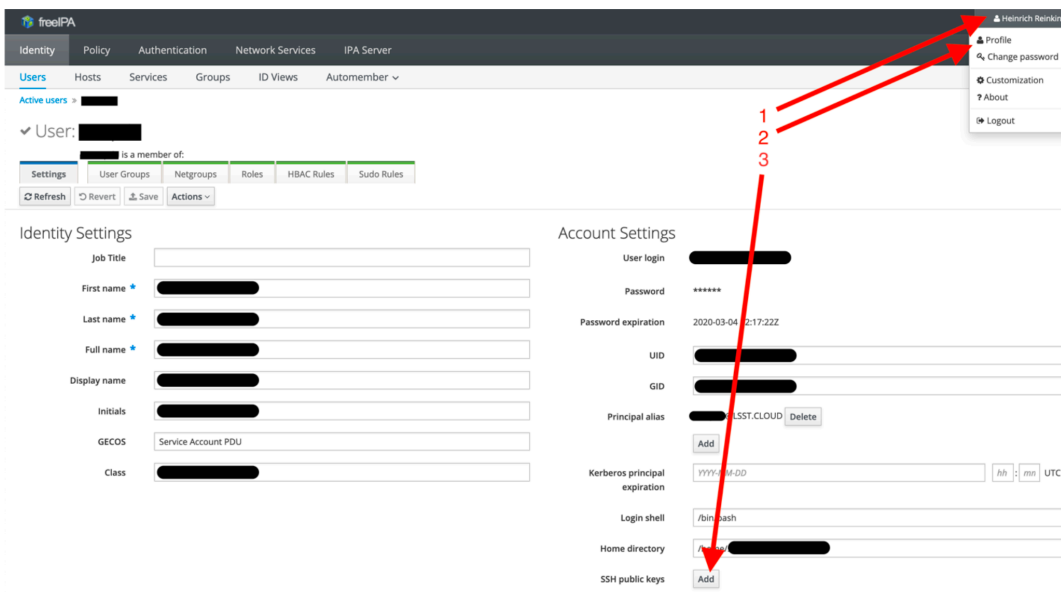 freeIPA
Heinrich Reinkin
Identity Policy Authentication Network Services IPA Server
Profile
Change password
Users Hosts Services Groups ID Views Automember
Customization
Active users »
? About
Logout
1
User:
2
is a member of:
3
Settings User Groups Netgroups Roles HBAC Rules Sudo Rules
Refresh Revert Save Actions
Identity Settings
Account Settings
Job Title
User login
First name *
Password ******
Last name *
Password expiration 2020-03-04 2:17:22Z
Full name *
UID
Display name
GID
Initials
Principal alias LSST.CLOUD Delete
GECOS Service Account PDU
Add
Class
Kerberos principal
expiration
YYYY-MM-DD hh : mn UTC
Login shell /bin/bash
Home directory /home/
SSH public keys Add